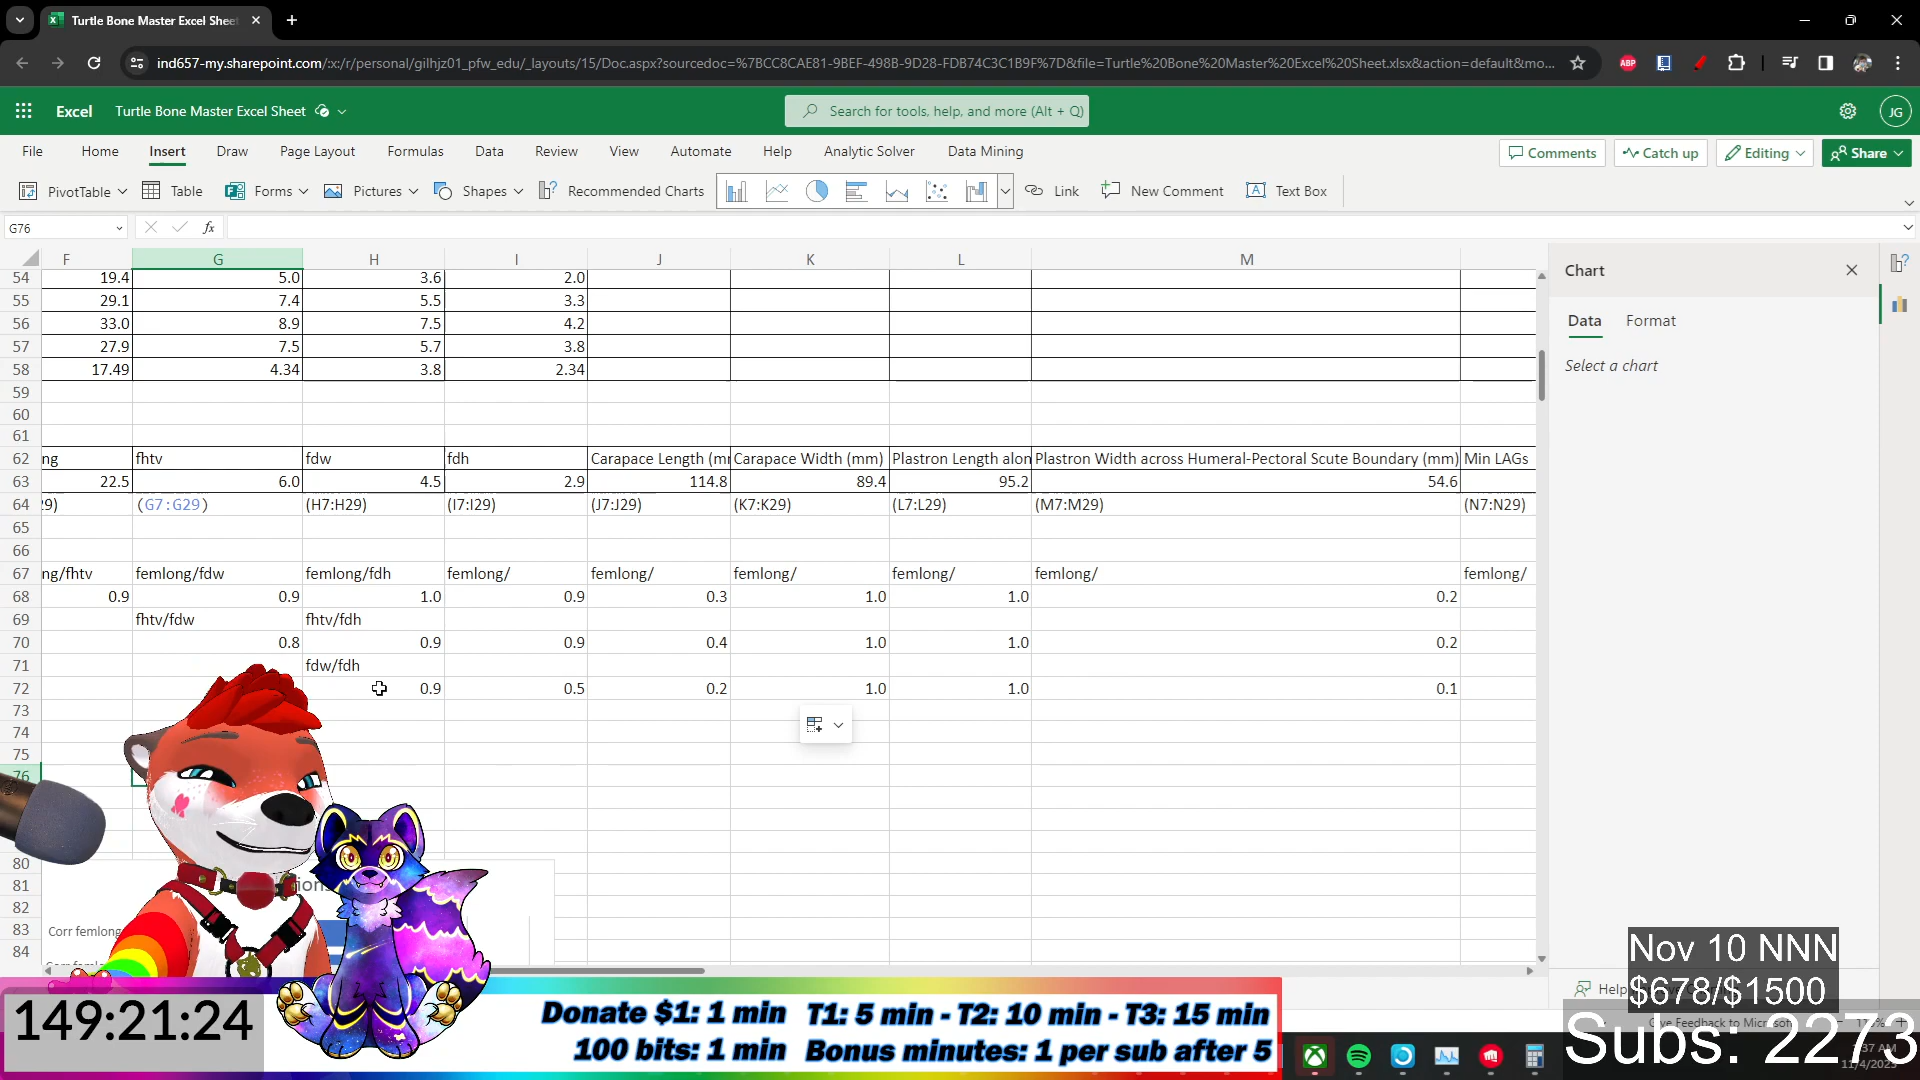 Turtle Bone Master Excel Shee
ind657-my.sharepoint.com/:x:/r/personal/gilhjz01_pfw_edu/_layouts/15/Doc.aspx?sourcedoc=%7BCC8CAE81-9BEF-498B-9D28-FDB74C3C1B9F%7D&file=Turtle%20Bone%20Master%20Excel%20Sheet.xlsx&action=default&mo...
ABP
Excel Turtle Bone Master Excel Sheet Search for tools, help, and more (Alt + Q) JG
File Home Insert Draw Page Layout Formulas Data Review View Automate Help Analytic Solver Data Mining Comments Catch up Editing Share
PivotTable Table Forms Pictures Shapes Recommended Charts Link New Comment Text Box
G76 fx
F G H I J K L M
54 19.4 5.0 3.6 2.0
55 29.1 7.4 5.5 3.3
56 33.0 8.9 7.5 4.2
57 27.9 7.5 5.7 3.8
58 17.49 4.34 3.8 2.34
59
60
61
62 ng fhtv fdw fdh Carapace Length (mr Carapace Width (mm) Plastron Length alon Plastron Width across Humeral-Pectoral Scute Boundary (mm) Min LAGs
63 22.5 6.0 4.5 2.9 114.8 89.4 95.2 54.6
64 29) (G7:G29) (H7:H29) (I7:I29) (J7:J29) (K7:K29) (L7:L29) (M7:M29) (N7:N29)
65
66
67 ng/fhtv femlong/fdw femlong/fdh femlong/ femlong/ femlong/ femlong/ femlong/ femlong/
68 0.9 0.9 1.0 0.9 0.3 1.0 1.0 0.2
69 fhtv/fdw fhtv/fdh
70 0.8 0.9 0.9 0.4 1.0 1.0 0.2
71 fdw/fdh
72 0.9 0.5 0.2 1.0 1.0 0.1
73
74
75
76
80
81
82
83 Corr femlong
84
Chart
Data Format
Select a chart
Nov 10 NNN
$678/$1500
Subs: 2273
Help
Give Feedback to Microsoft
11/4/2023
149:21:24
Donate $1: 1 min T1: 5 min - T2: 10 min - T3: 15 min
100 bits: 1 min Bonus minutes: 1 per sub after 5